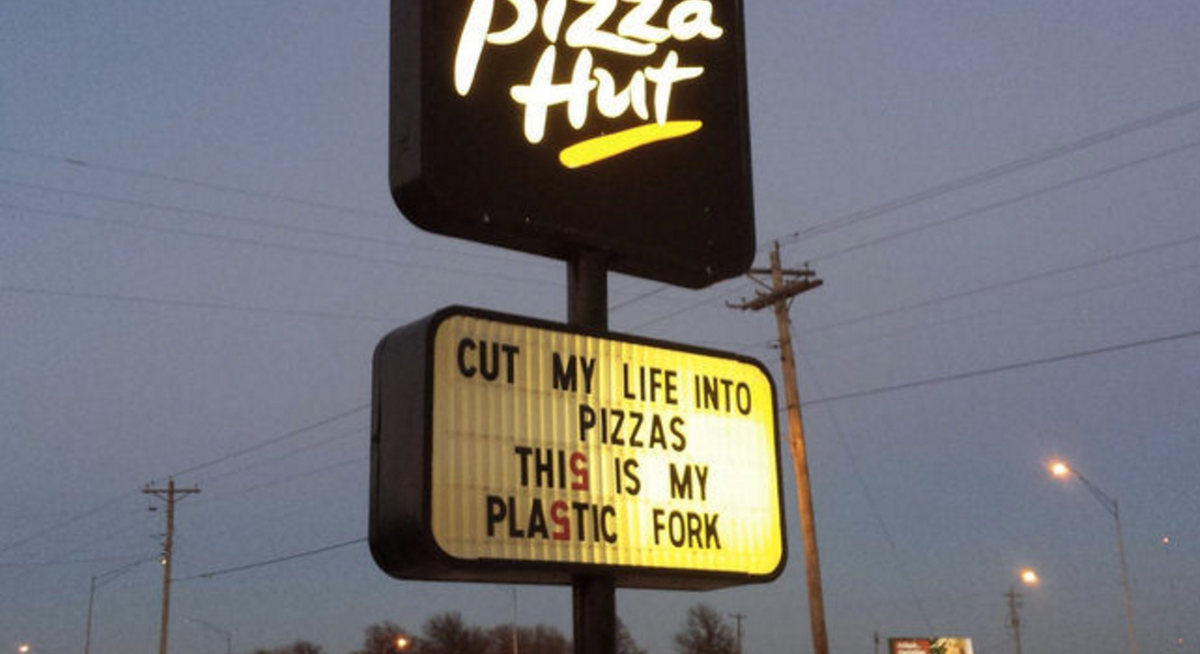 Pizza
Hut
CUT MY LIFE INTO
PIZZAS
THIS IS MY
PLASTIC FORK